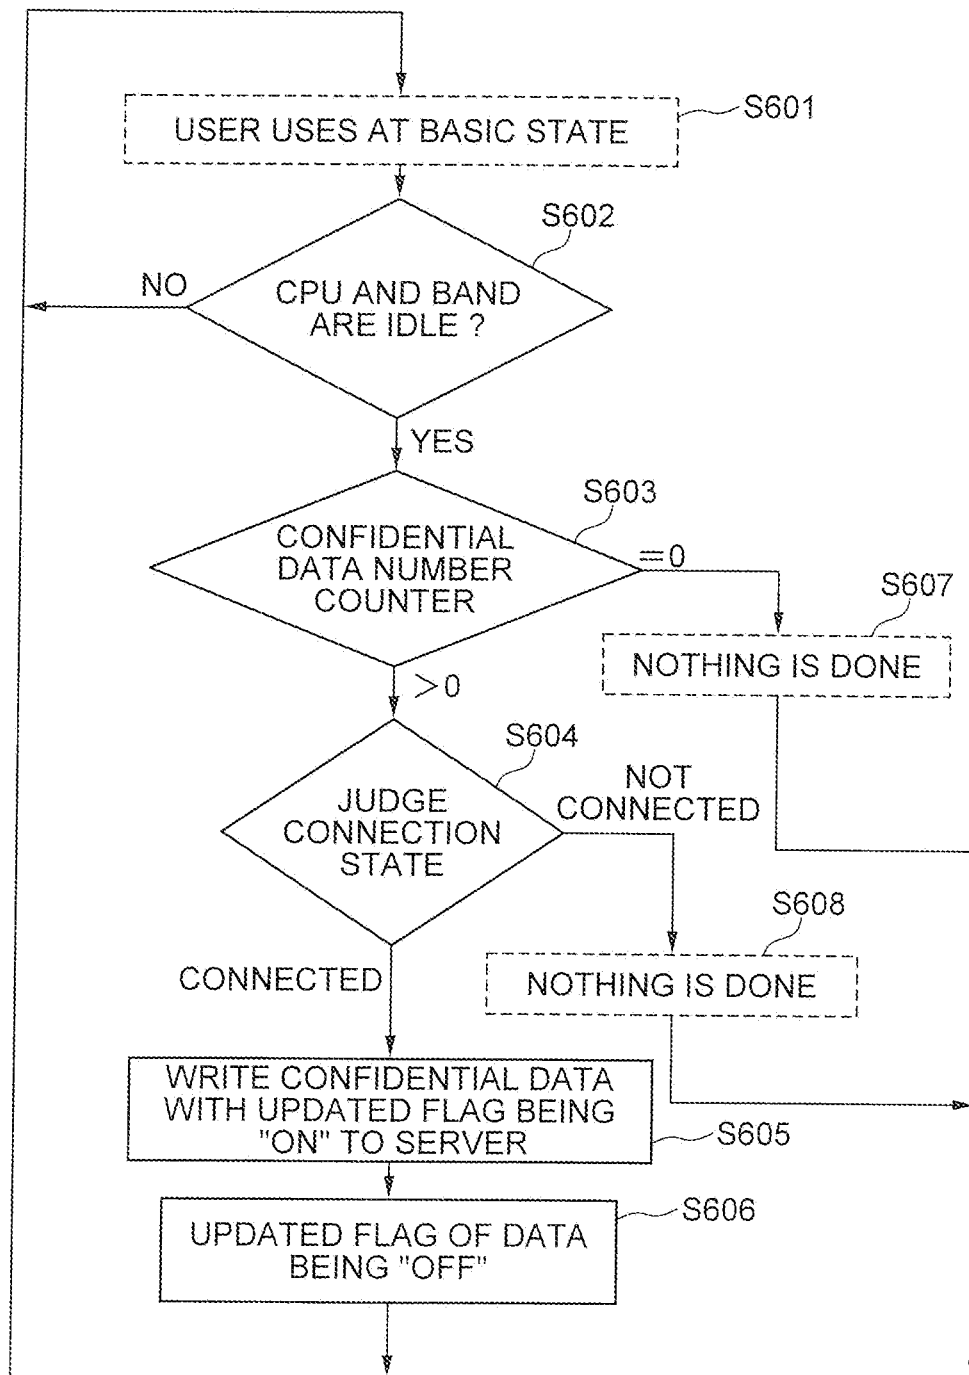 USER USES AT BASIC STATE
S601
S602
CPU AND BAND
ARE IDLE ?
NO
YES
S603
CONFIDENTIAL
DATA NUMBER
COUNTER
=0
S607
NOTHING IS DONE
>0
S604
JUDGE
CONNECTION
STATE
NOT
CONNECTED
S608
NOTHING IS DONE
CONNECTED
WRITE CONFIDENTIAL DATA
WITH UPDATED FLAG BEING
"ON" TO SERVER
S605
S606
UPDATED FLAG OF DATA
BEING "OFF"